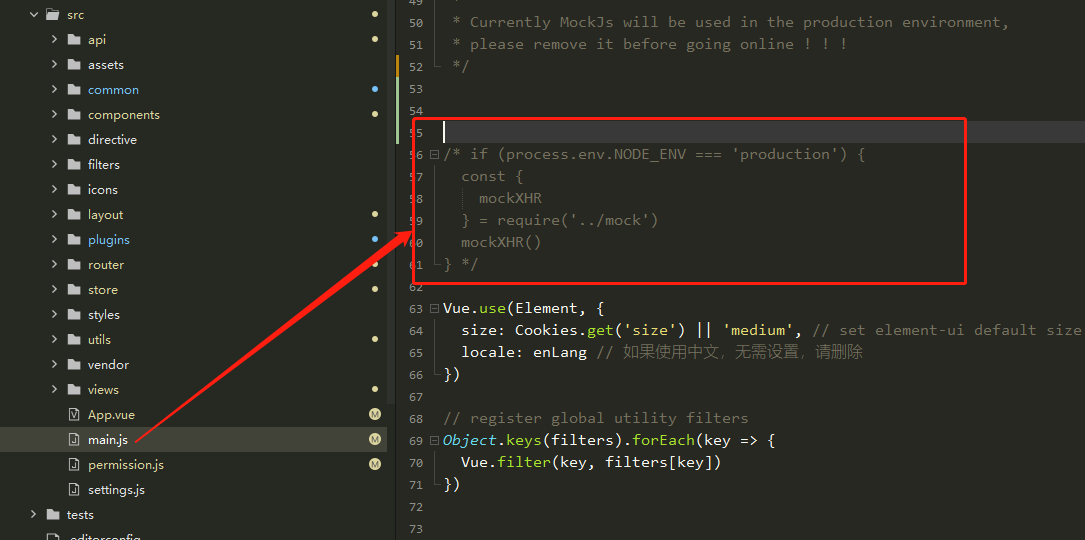 src
api
assets
common
components
directive
filters
icons
layout
plugins
router
store
styles
utils
vendor
views
App.vue
main.js
M
permission.js
M
settings.js
tests
.editorconfig
M
50 * Currently MockJs will be used in the production environment,
51 * please remove it before going online ! ! !
52 */
53
54
55
56 /* if (process.env.NODE_ENV === 'production') {
57 const {
58 mockXHR
59 } = require('../mock')
60 mockXHR()
61 } */
62
63 Vue.use(Element, {
64 size: Cookies.get('size') || 'medium', // set element-ui default size
65 locale: enLang // 如果使用中文，无需设置，请删除
66 })
67
68 // register global utility filters
69 Object.keys(filters).forEach(key => {
70 Vue.filter(key, filters[key])
71 })
72
73